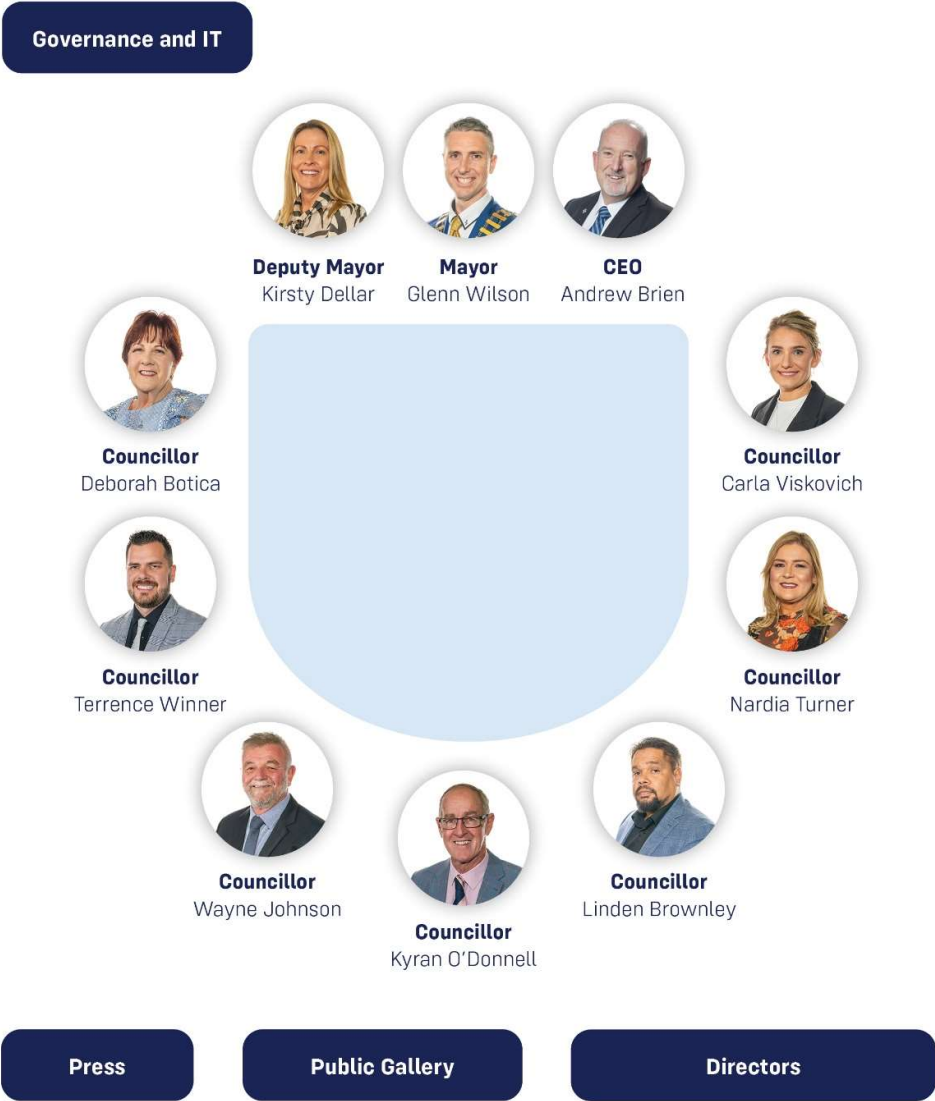 Governance and IT
Deputy Mayor
Kirsty Dellar
Mayor
Glenn Wilson
CEO
Andrew Brien
Councillor
Deborah Botica
Councillor
Carla Viskovich
Councillor
Terrence Winner
Councillor
Nardia Turner
Councillor
Wayne Johnson
Councillor
Kyran O'Donnell
Councillor
Linden Brownley
Press
Public Gallery
Directors